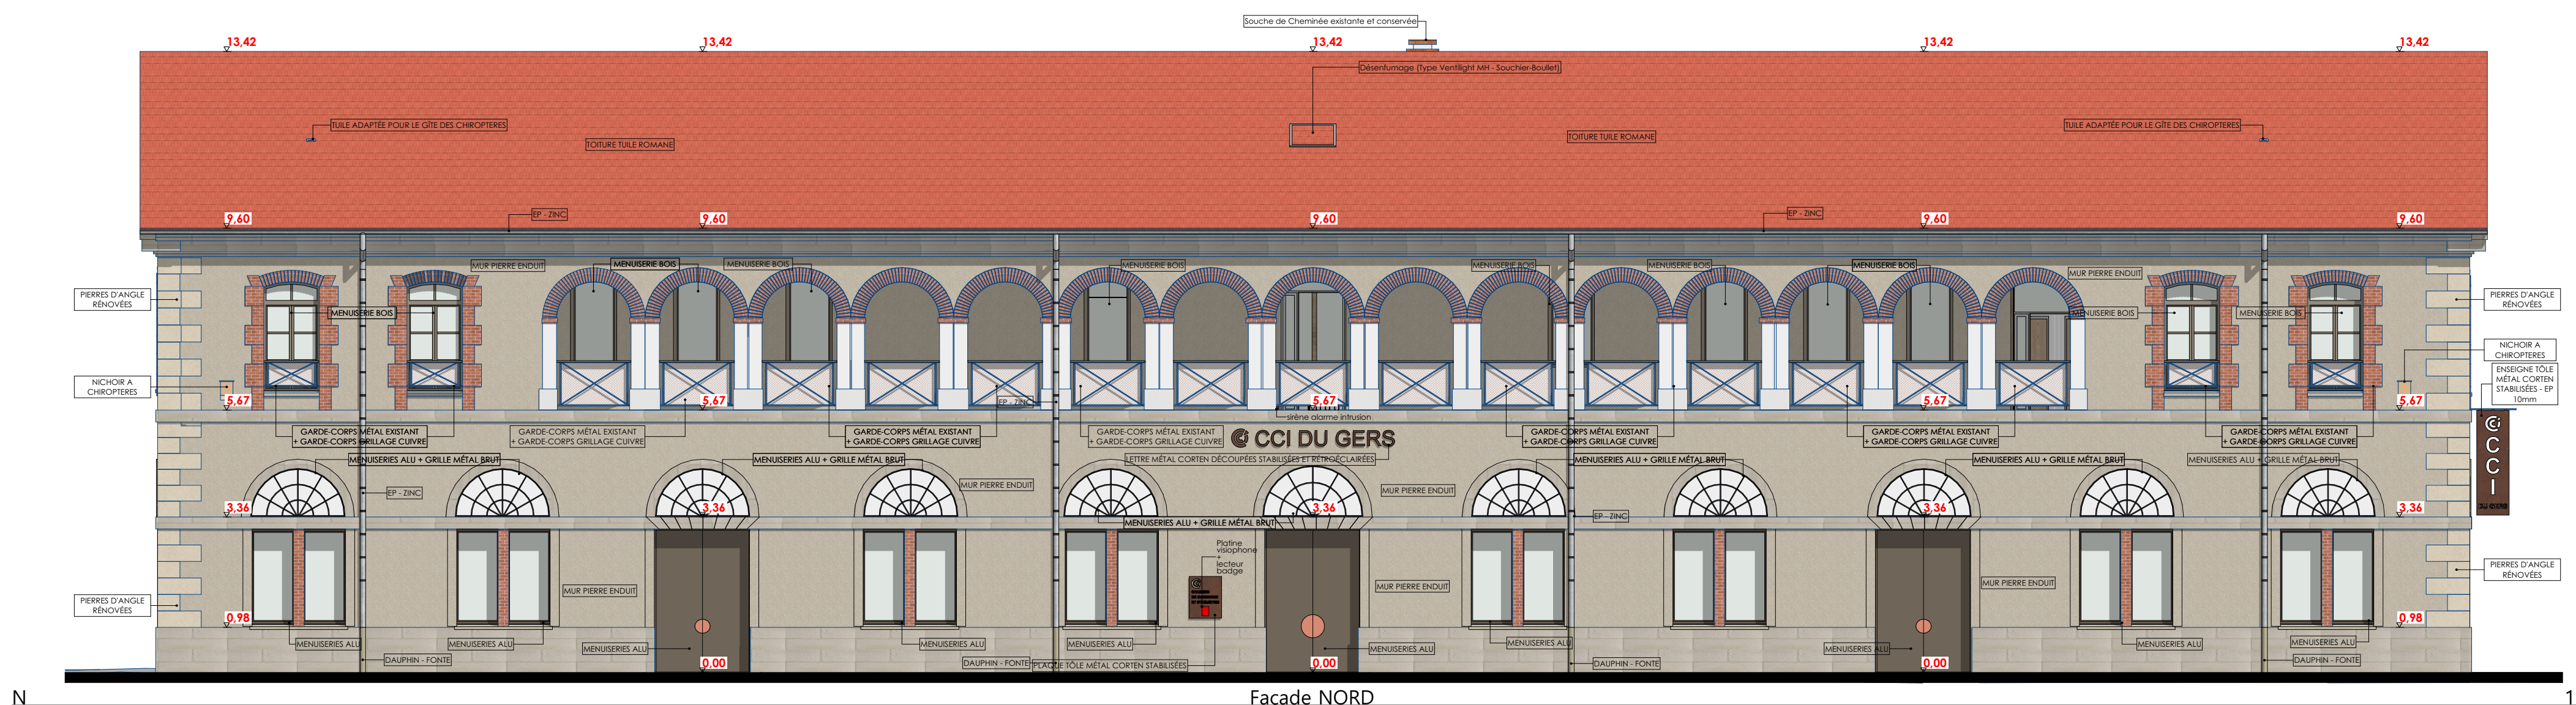 Souche de Cheminée existante et conservée
13,42
13,42
13,42
13,42
13,42
Désenfumage (Type Ventilight MH - Souchier-Boullet)
TUILE ADAPTÉE POUR LE GÎTE DES CHIROPTERES
TUILE ADAPTÉE POUR LE GÎTE DES CHIROPTERES
TOITURE TUILE ROMANE
TOITURE TUILE ROMANE
EP - ZINC
EP - ZINC
9,60
9,60
9,60
9,60
9,60
MUR PIERRE ENDUIT
MENUISERIE BOIS
MENUISERIE BOIS
MENUISERIE BOIS
MENUISERIE BOIS
MENUISERIE BOIS
MENUISERIE BOIS
MUR PIERRE ENDUIT
PIERRES D'ANGLE
RÉNOVÉES
MENUISERIE BOIS
MENUISERIE BOIS
MENUISERIE BOIS
PIERRES D'ANGLE
RÉNOVÉES
NICHOIR A
CHIROPTERES
NICHOIR A
CHIROPTERES
ENSEIGNE TÔLE
MÉTAL CORTEN
STABILISÉES - EP
10mm
5,67
5,67
EP - ZINC
5,67
5,67
5,67
sirène alarme intrusion
GARDE-CORPS MÉTAL EXISTANT
+ GARDE-CORPS GRILLAGE CUIVRE
GARDE-CORPS MÉTAL EXISTANT
+ GARDE-CORPS GRILLAGE CUIVRE
GARDE-CORPS MÉTAL EXISTANT
+ GARDE-CORPS GRILLAGE CUIVRE
GARDE-CORPS MÉTAL EXISTANT
+ GARDE-CORPS GRILLAGE CUIVRE
CCI DU GERS
GARDE-CORPS MÉTAL EXISTANT
+ GARDE-CORPS GRILLAGE CUIVRE
GARDE-CORPS MÉTAL EXISTANT
+ GARDE-CORPS GRILLAGE CUIVRE
GARDE-CORPS MÉTAL EXISTANT
+ GARDE-CORPS GRILLAGE CUIVRE
C
C
I
DU GERS
MENUISERIES ALU + GRILLE MÉTAL BRUT
MENUISERIES ALU + GRILLE MÉTAL BRUT
LETTRE MÉTAL CORTEN DÉCOUPÉES STABILISÉES ET RÉTROÉCLAIRÉES
MENUISERIES ALU + GRILLE MÉTAL BRUT
MENUISERIES ALU + GRILLE MÉTAL BRUT
MENUISERIES ALU + GRILLE MÉTAL BRUT
EP - ZINC
MUR PIERRE ENDUIT
MUR PIERRE ENDUIT
3,36
3,36
3,36
3,36
3,36
MENUISERIES ALU + GRILLE MÉTAL BRUT
EP - ZINC
Platine
visiophone
+
lecteur
badge
PIERRES D'ANGLE
RÉNOVÉES
MUR PIERRE ENDUIT
MUR PIERRE ENDUIT
MUR PIERRE ENDUIT
PIERRES D'ANGLE
RÉNOVÉES
0,98
0,98
MENUISERIES ALU
MENUISERIES ALU
MENUISERIES ALU
MENUISERIES ALU
MENUISERIES ALU
MENUISERIES ALU
MENUISERIES ALU
MENUISERIES ALU
MENUISERIES ALU
MENUISERIES ALU
DAUPHIN - FONTE
0,00
DAUPHIN - FONTE
PLAQUE TÔLE MÉTAL CORTEN STABILISÉES
0,00
DAUPHIN - FONTE
0,00
DAUPHIN - FONTE
N
Facade NORD
1